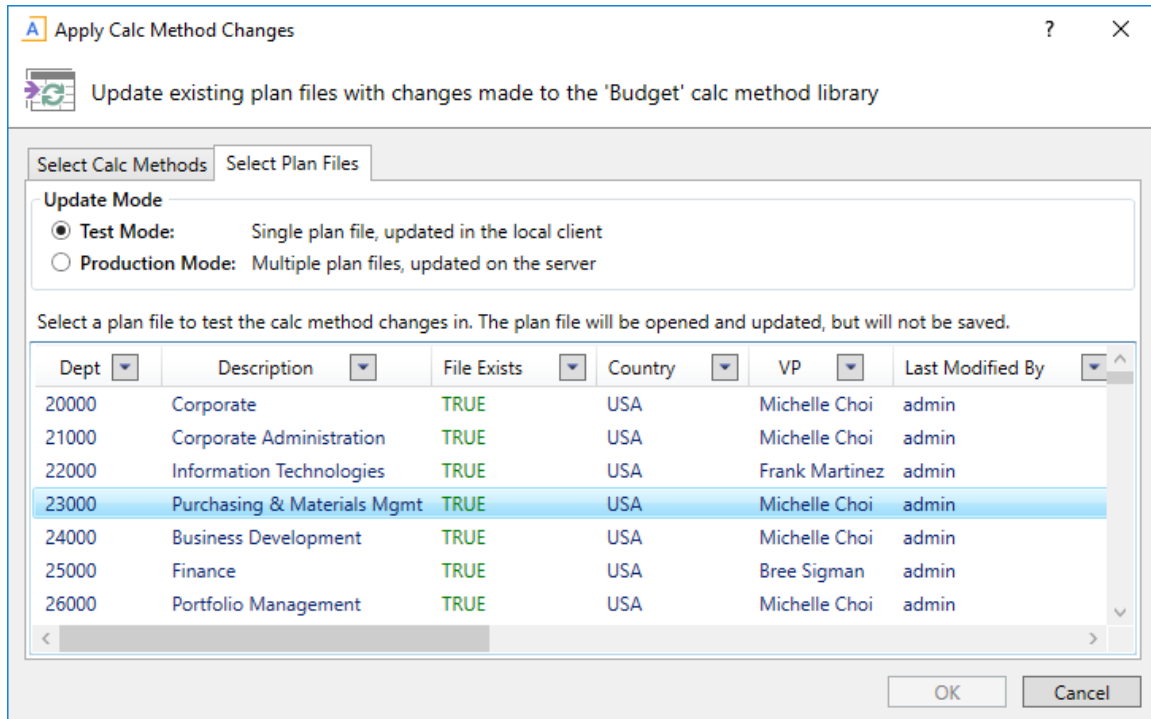 A Apply Calc Method Changes ? ×
Update existing plan files with changes made to the 'Budget' calc method library
Select Calc Methods Select Plan Files
Update Mode
Test Mode: Single plan file, updated in the local client
Production Mode: Multiple plan files, updated on the server
Select a plan file to test the calc method changes in. The plan file will be opened and updated, but will not be saved.
Dept Description File Exists Country VP Last Modified By
20000 Corporate TRUE USA Michelle Choi admin
21000 Corporate Administration TRUE USA Michelle Choi admin
22000 Information Technologies TRUE USA Frank Martinez admin
23000 Purchasing & Materials Mgmt TRUE USA Michelle Choi admin
24000 Business Development TRUE USA Michelle Choi admin
25000 Finance TRUE USA Bree Sigman admin
26000 Portfolio Management TRUE USA Michelle Choi admin
OK Cancel